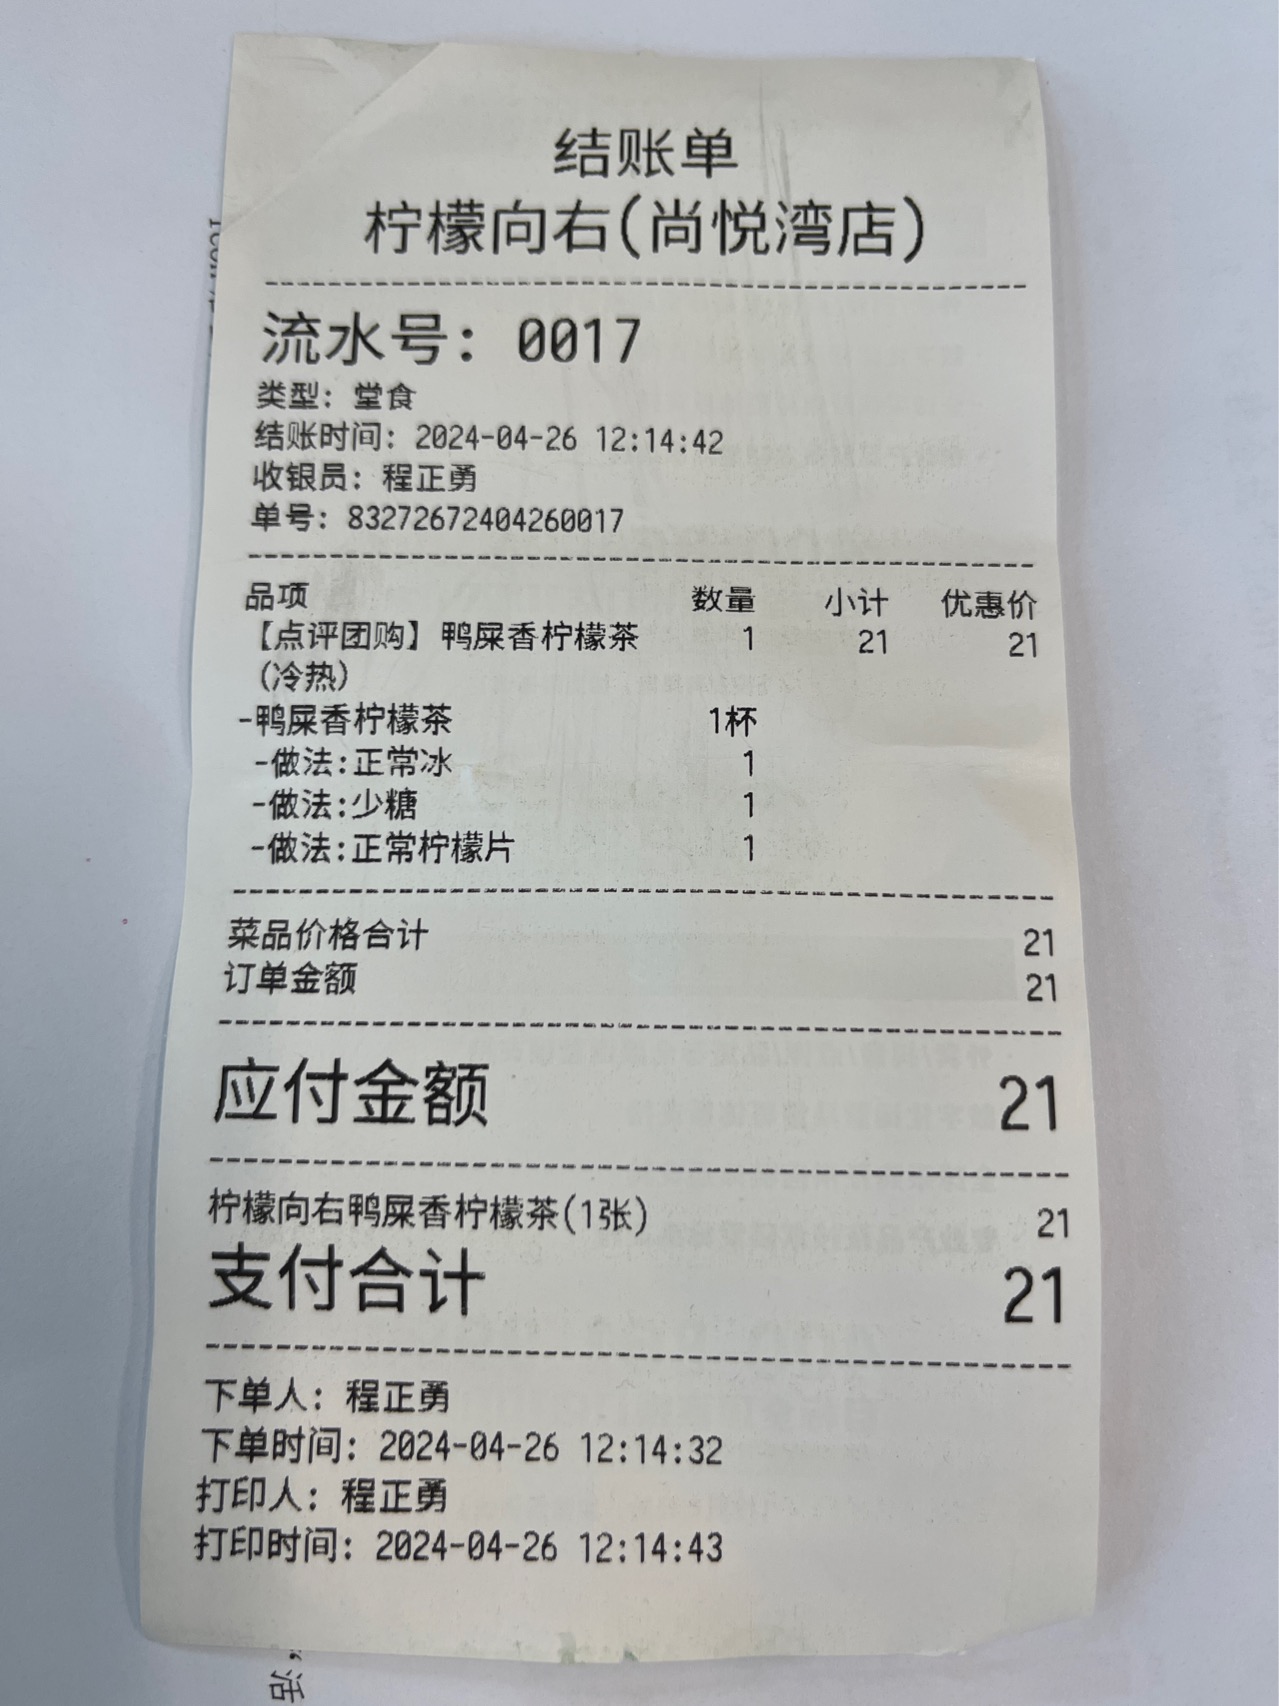 结账单
柠檬向右(尚悦湾店)
流水号: 0017
类型: 堂食
结账时间: 2024-04-26 12:14:42
收银员: 程正勇
单号: 83272672404260017
品项 数量 小计 优惠价
【点评团购】鸭屎香柠檬茶 1 21 21
(冷热)
-鸭屎香柠檬茶 1杯
-做法:正常冰 1
-做法:少糖 1
-做法:正常柠檬片 1
菜品价格合计 21
订单金额 21
应付金额 21
柠檬向右鸭屎香柠檬茶(1张) 21
支付合计 21
下单人: 程正勇
下单时间: 2024-04-26 12:14:32
打印人: 程正勇
打印时间: 2024-04-26 12:14:43
活